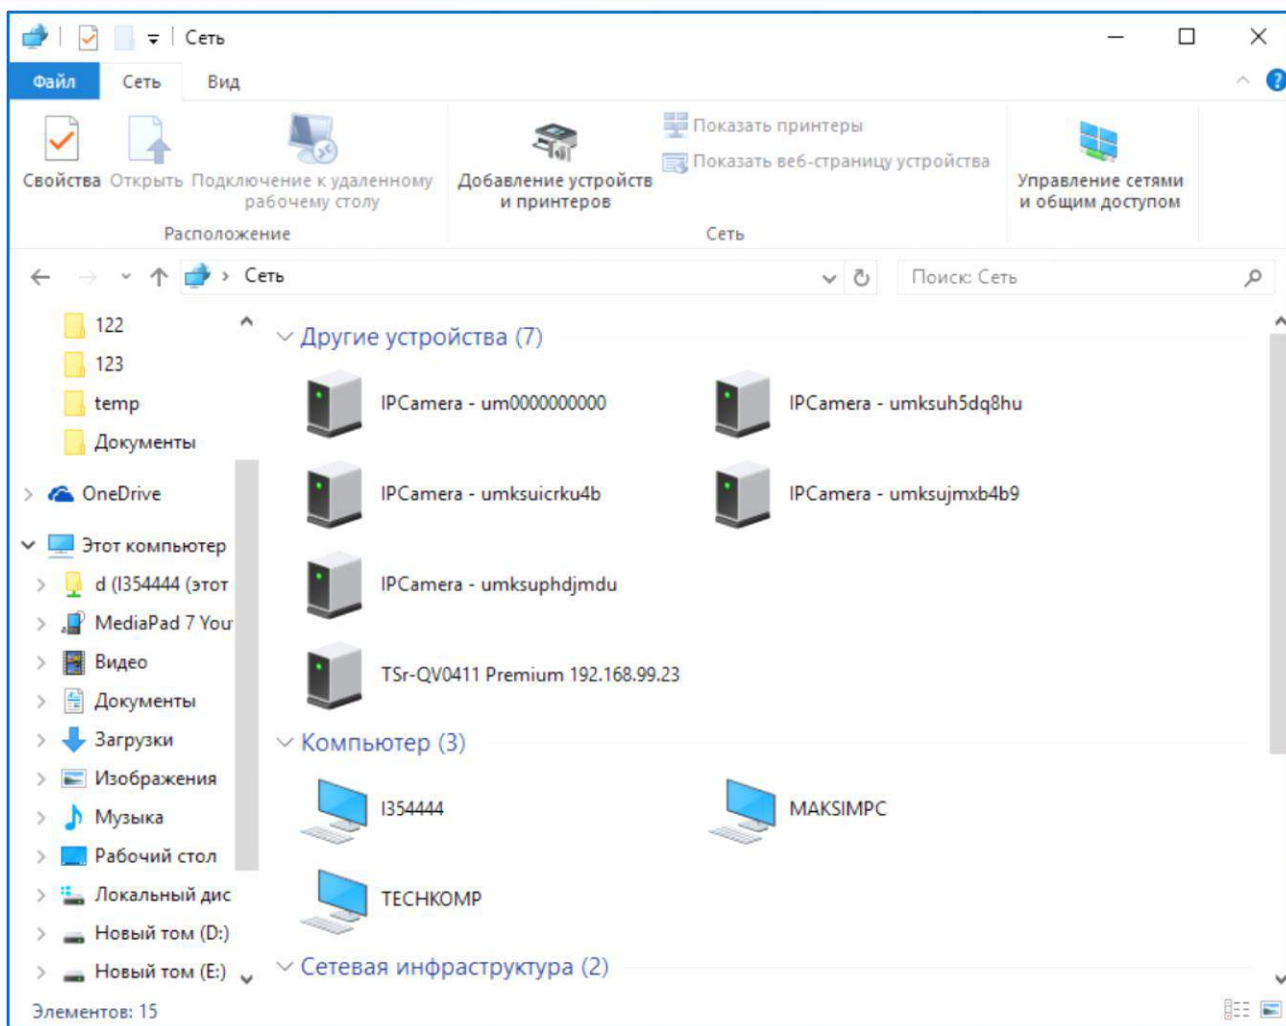 Сеть
Файл Сеть Вид
Свойства Открыть Подключение к удаленному рабочему столу
Расположение
Добавление устройств и принтеров
Показать принтеры
Показать веб-страницу устройства
Сеть
Управление сетями и общим доступом
Сеть
Поиск: Сеть
122
123
temp
Документы
OneDrive
Этот компьютер
d (I354444 (этот
MediaPad 7 You
Видео
Документы
Загрузки
Изображения
Музыка
Рабочий стол
Локальный дис
Новый том (D:)
Новый том (E:)
Другие устройства (7)
IPCamera - um0000000000
IPCamera - umksuh5dq8hu
IPCamera - umksuicrku4b
IPCamera - umksujmxb4b9
IPCamera - umksuphdjmdu
TSr-QV0411 Premium 192.168.99.23
Компьютер (3)
I354444
MAKSIMPC
TECHKOMP
Сетевая инфраструктура (2)
Элементов: 15